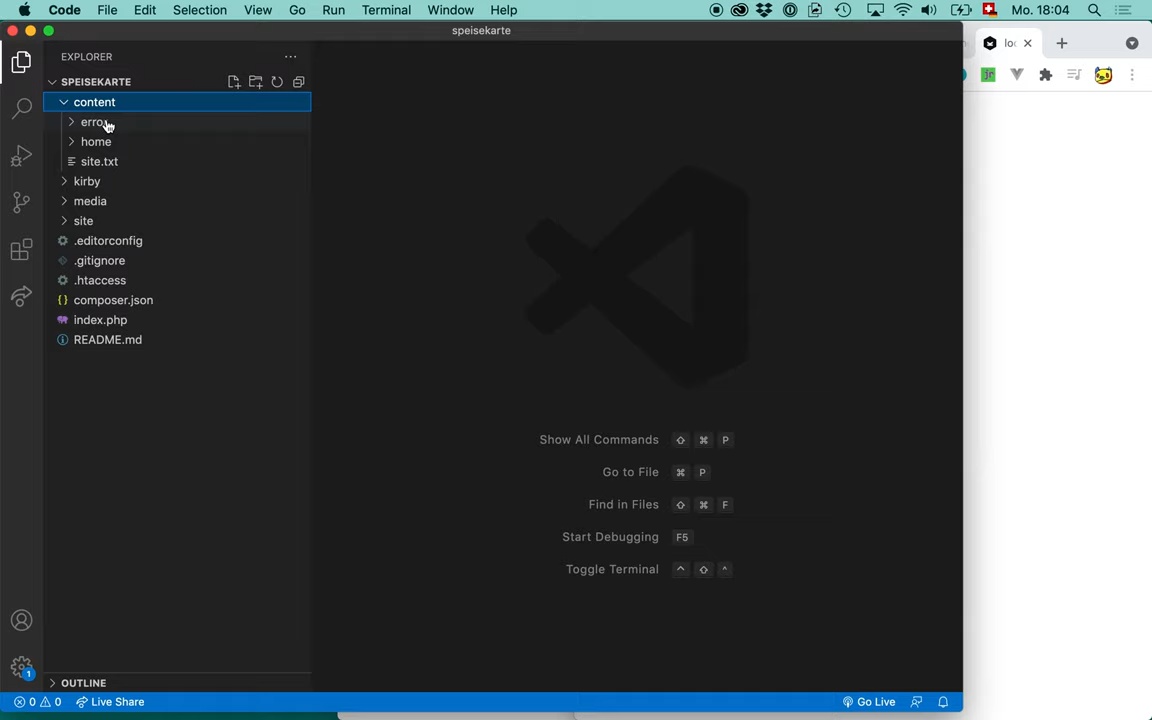 Code File Edit Selection View Go Run Terminal Window Help Mo. 18:04
speisekarte
EXPLORER
SPEISEKARTE
content
error
home
site.txt
kirby
media
site
.editorconfig
.gitignore
.htaccess
composer.json
index.php
README.md
Show All Commands ⇧ ⌘ P
Go to File ⌘ P
Find in Files ⇧ ⌘ F
Start Debugging F5
Toggle Terminal ^ ⇧ ^
OUTLINE
1
0 0 Live Share Go Live